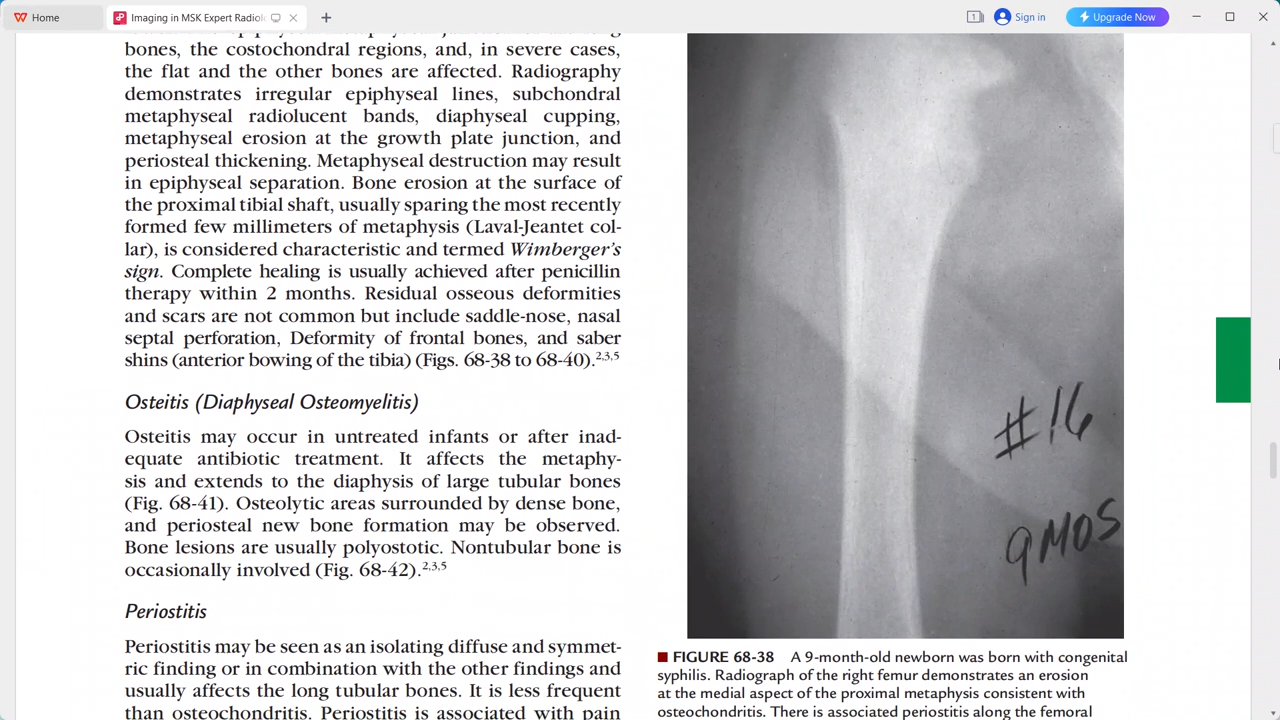 Home
Imaging in MSK Expert Radiol
1
Sign in
Upgrade Now
bones, the costochondral regions, and, in severe cases,
the flat and the other bones are affected. Radiography
demonstrates irregular epiphyseal lines, subchondral
metaphyseal radiolucent bands, diaphyseal cupping,
metaphyseal erosion at the growth plate junction, and
periosteal thickening. Metaphyseal destruction may result
in epiphyseal separation. Bone erosion at the surface of
the proximal tibial shaft, usually sparing the most recently
formed few millimeters of metaphysis (Laval-Jeantet col-
lar), is considered characteristic and termed Wimberger's
sign. Complete healing is usually achieved after penicillin
therapy within 2 months. Residual osseous deformities
and scars are not common but include saddle-nose, nasal
septal perforation, Deformity of frontal bones, and saber
shins (anterior bowing of the tibia) (Figs. 68-38 to 68-40).2,3,5
Osteitis (Diaphyseal Osteomyelitis)
Osteitis may occur in untreated infants or after inad-
equate antibiotic treatment. It affects the metaphy-
sis and extends to the diaphysis of large tubular bones
(Fig. 68-41). Osteolytic areas surrounded by dense bone,
and periosteal new bone formation may be observed.
Bone lesions are usually polyostotic. Nontubular bone is
occasionally involved (Fig. 68-42).2,3,5
Periostitis
Periostitis may be seen as an isolating diffuse and symmet-
ric finding or in combination with the other findings and
usually affects the long tubular bones. It is less frequent
than osteochondritis. Periostitis is associated with pain
#16
9MOS
FIGURE 68-38 A 9-month-old newborn was born with congenital
syphilis. Radiograph of the right femur demonstrates an erosion
at the medial aspect of the proximal metaphysis consistent with
osteochondritis. There is associated periostitis along the femoral